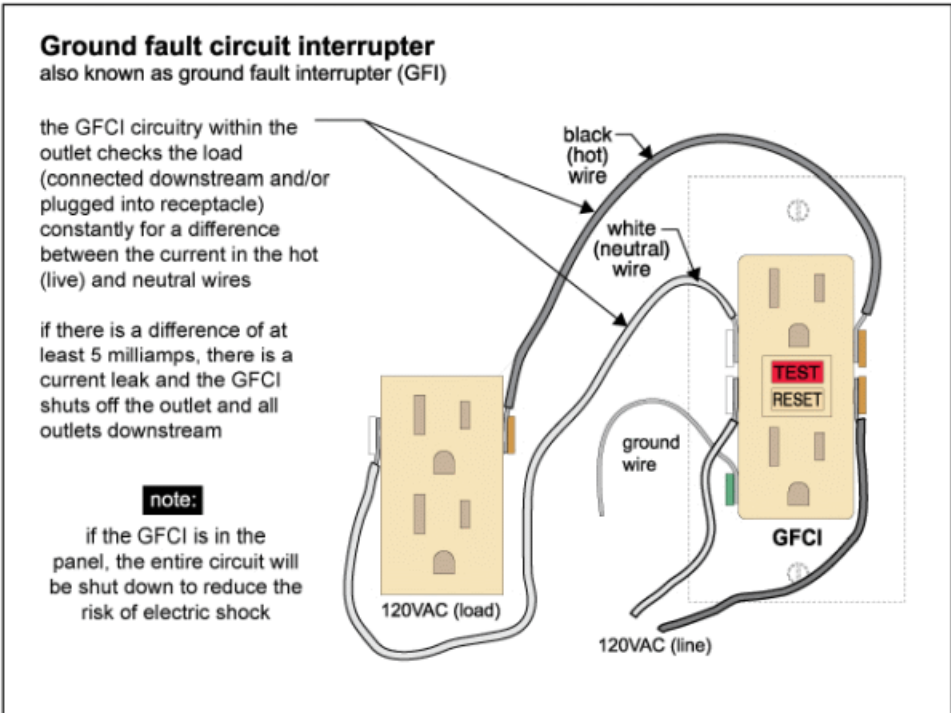 Ground fault circuit interrupter
also known as ground fault interrupter (GFI)
the GFCI circuitry within the
outlet checks the load
(connected downstream and/or
plugged into receptacle)
constantly for a difference
between the current in the hot
(live) and neutral wires
if there is a difference of at
least 5 milliamps, there is a
current leak and the GFCI
shuts off the outlet and all
outlets downstream
note:
if the GFCI is in the
panel, the entire circuit will
be shut down to reduce the
risk of electric shock
black
(hot)
wire
white
(neutral)
wire
TEST
RESET
ground
wire
GFCI
120VAC (load)
120VAC (line)